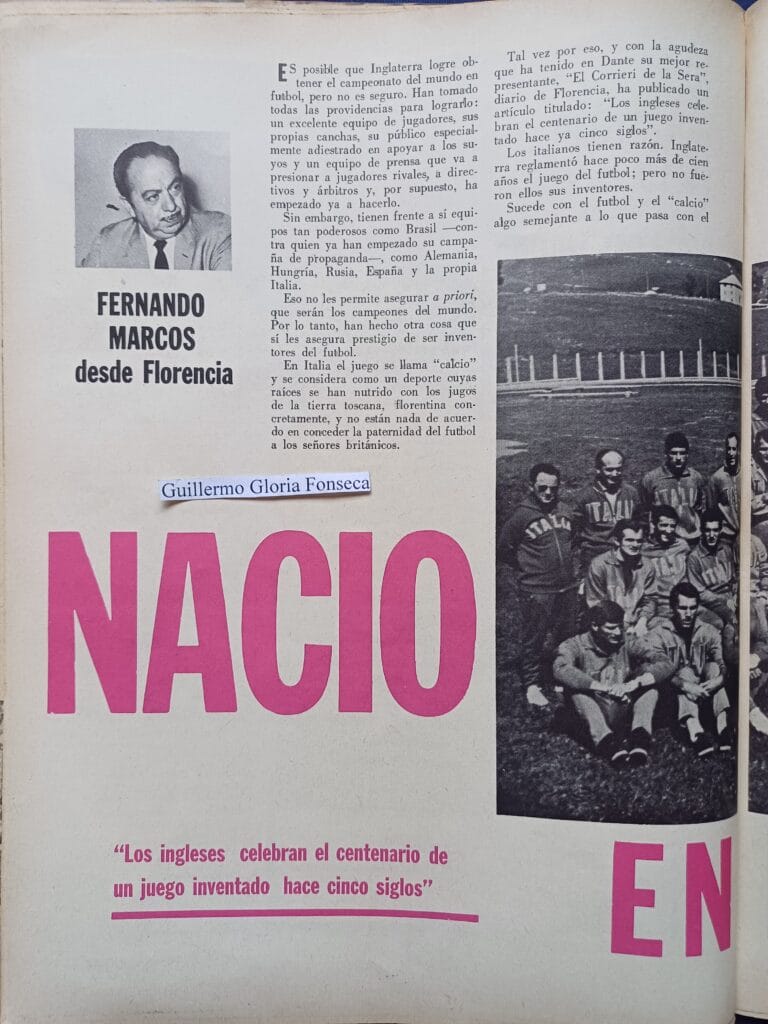 FERNANDO
MARCOS
desde Florencia
ES posible que Inglaterra logre ob-
tener el campeonato del mundo en
futbol, pero no es seguro. Han tomado
todas las providencias para lograrlo:
un excelente equipo de jugadores, sus
propias canchas, su público especial-
mente adiestrado en apoyar a los su-
yos y un equipo de prensa que va a
presionar a jugadores rivales, a direc-
tivos y árbitros y, por supuesto, ha
empezado ya a hacerlo.
Sin embargo, tienen frente a sí equi-
pos tan poderosos como Brasil —con-
tra quien ya han empezado su campa-
ña de propaganda—, como Alemania,
Hungría, Rusia, España y la propia
Italia.
Eso no les permite asegurar a priori,
que serán los campeones del mundo.
Por lo tanto, han hecho otra cosa que
sí les asegura prestigio de ser inven-
tores del futbol.
En Italia el juego se llama “calcio”
y se considera como un deporte cuyas
raíces se han nutrido con los jugos
de la tierra toscana, florentina con-
cretamente, y no están nada de acuer-
do en conceder la paternidad del futbol
a los señores británicos.
Tal vez por eso, y con la agudeza
que ha tenido en Dante su mejor re-
presentante, “El Corrieri de la Sera”,
diario de Florencia, ha publicado un
artículo titulado: “Los ingleses cele-
bran el centenario de un juego inven-
tado hace ya cinco siglos”.
Los italianos tienen razón. Inglate-
rra reglamentó hace poco más de cien
años el juego del futbol; pero no fue-
ron ellos sus inventores.
Sucede con el futbol y el “calcio”
algo semejante a lo que pasa con el
Guillermo Gloria Fonseca
NACIO
ITALIA
ITALIA
ITALIA
ITALIA
“Los ingleses celebran el centenario de
un juego inventado hace cinco siglos”
EN